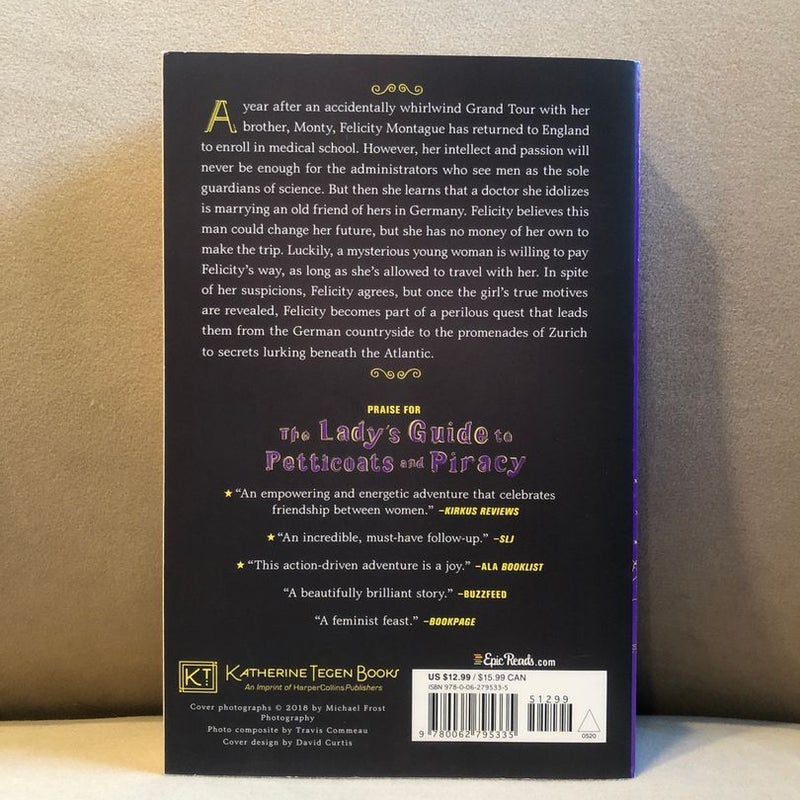 A year after an accidentally whirlwind Grand Tour with her
brother, Monty, Felicity Montague has returned to England
to enroll in medical school. However, her intellect and passion will
never be enough for the administrators who see men as the sole
guardians of science. But then she learns that a doctor she idolizes
is marrying an old friend of hers in Germany. Felicity believes this
man could change her future, but she has no money of her own to
make the trip. Luckily, a mysterious young woman is willing to pay
Felicity's way, as long as she's allowed to travel with her. In spite
of her suspicions, Felicity agrees, but once the girl's true motives
are revealed, Felicity becomes part of a perilous quest that leads
them from the German countryside to the promenades of Zurich
to secrets lurking beneath the Atlantic.
PRAISE FOR
The Lady's Guide to
Petticoats and Piracy
★ “An empowering and energetic adventure that celebrates
friendship between women.” –KIRKUS REVIEWS
★ “An incredible, must-have follow-up.” –SLJ
★ “This action-driven adventure is a joy.” –ALA BOOKLIST
“A beautifully brilliant story.” –BUZZFEED
“A feminist feast.” –BOOKPAGE
KT
KATHERINE TEGEN BOOKS
An Imprint of HarperCollinsPublishers
Cover photographs © 2018 by Michael Frost
Photography
Photo composite by Travis Commeau
Cover design by David Curtis
EpicReads.com
US $12.99 / $15.99 CAN
ISBN 978-0-06-279533-5
51299
9 780062 795335
0520